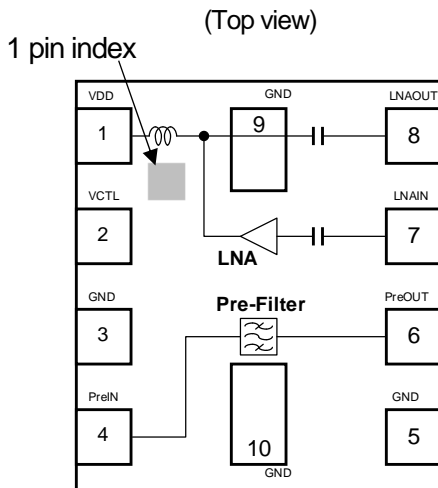 (Top view)
1 pin index
VDD
GND
LNAOUT
1
9
8
VCTL
LNAIN
2
LNA
7
GND
Pre-Filter
PreOUT
3
6
PreIN
GND
4
10
5
GND